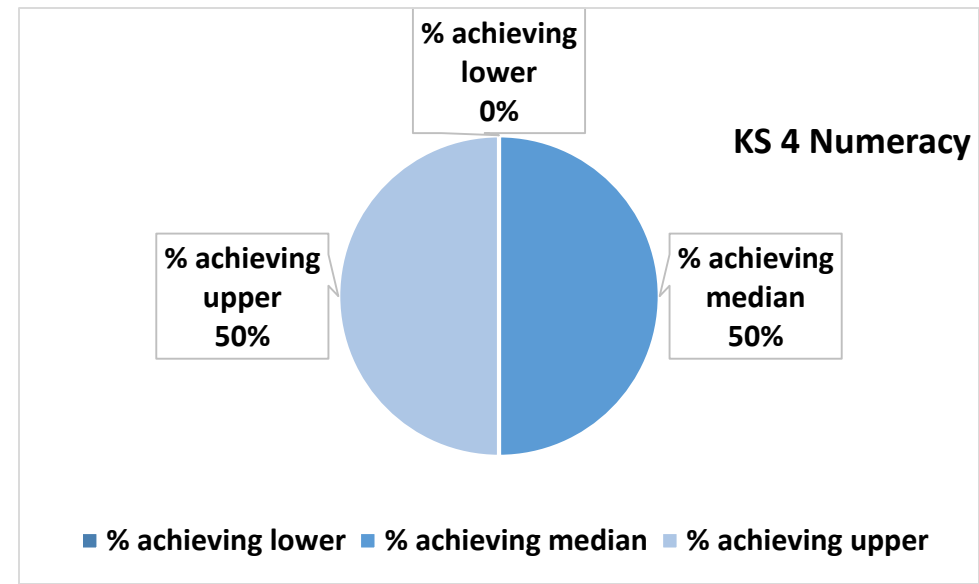 % achieving
lower
0%
KS 4 Numeracy
% achieving
upper
50%
% achieving
median
50%
% achieving lower % achieving median % achieving upper